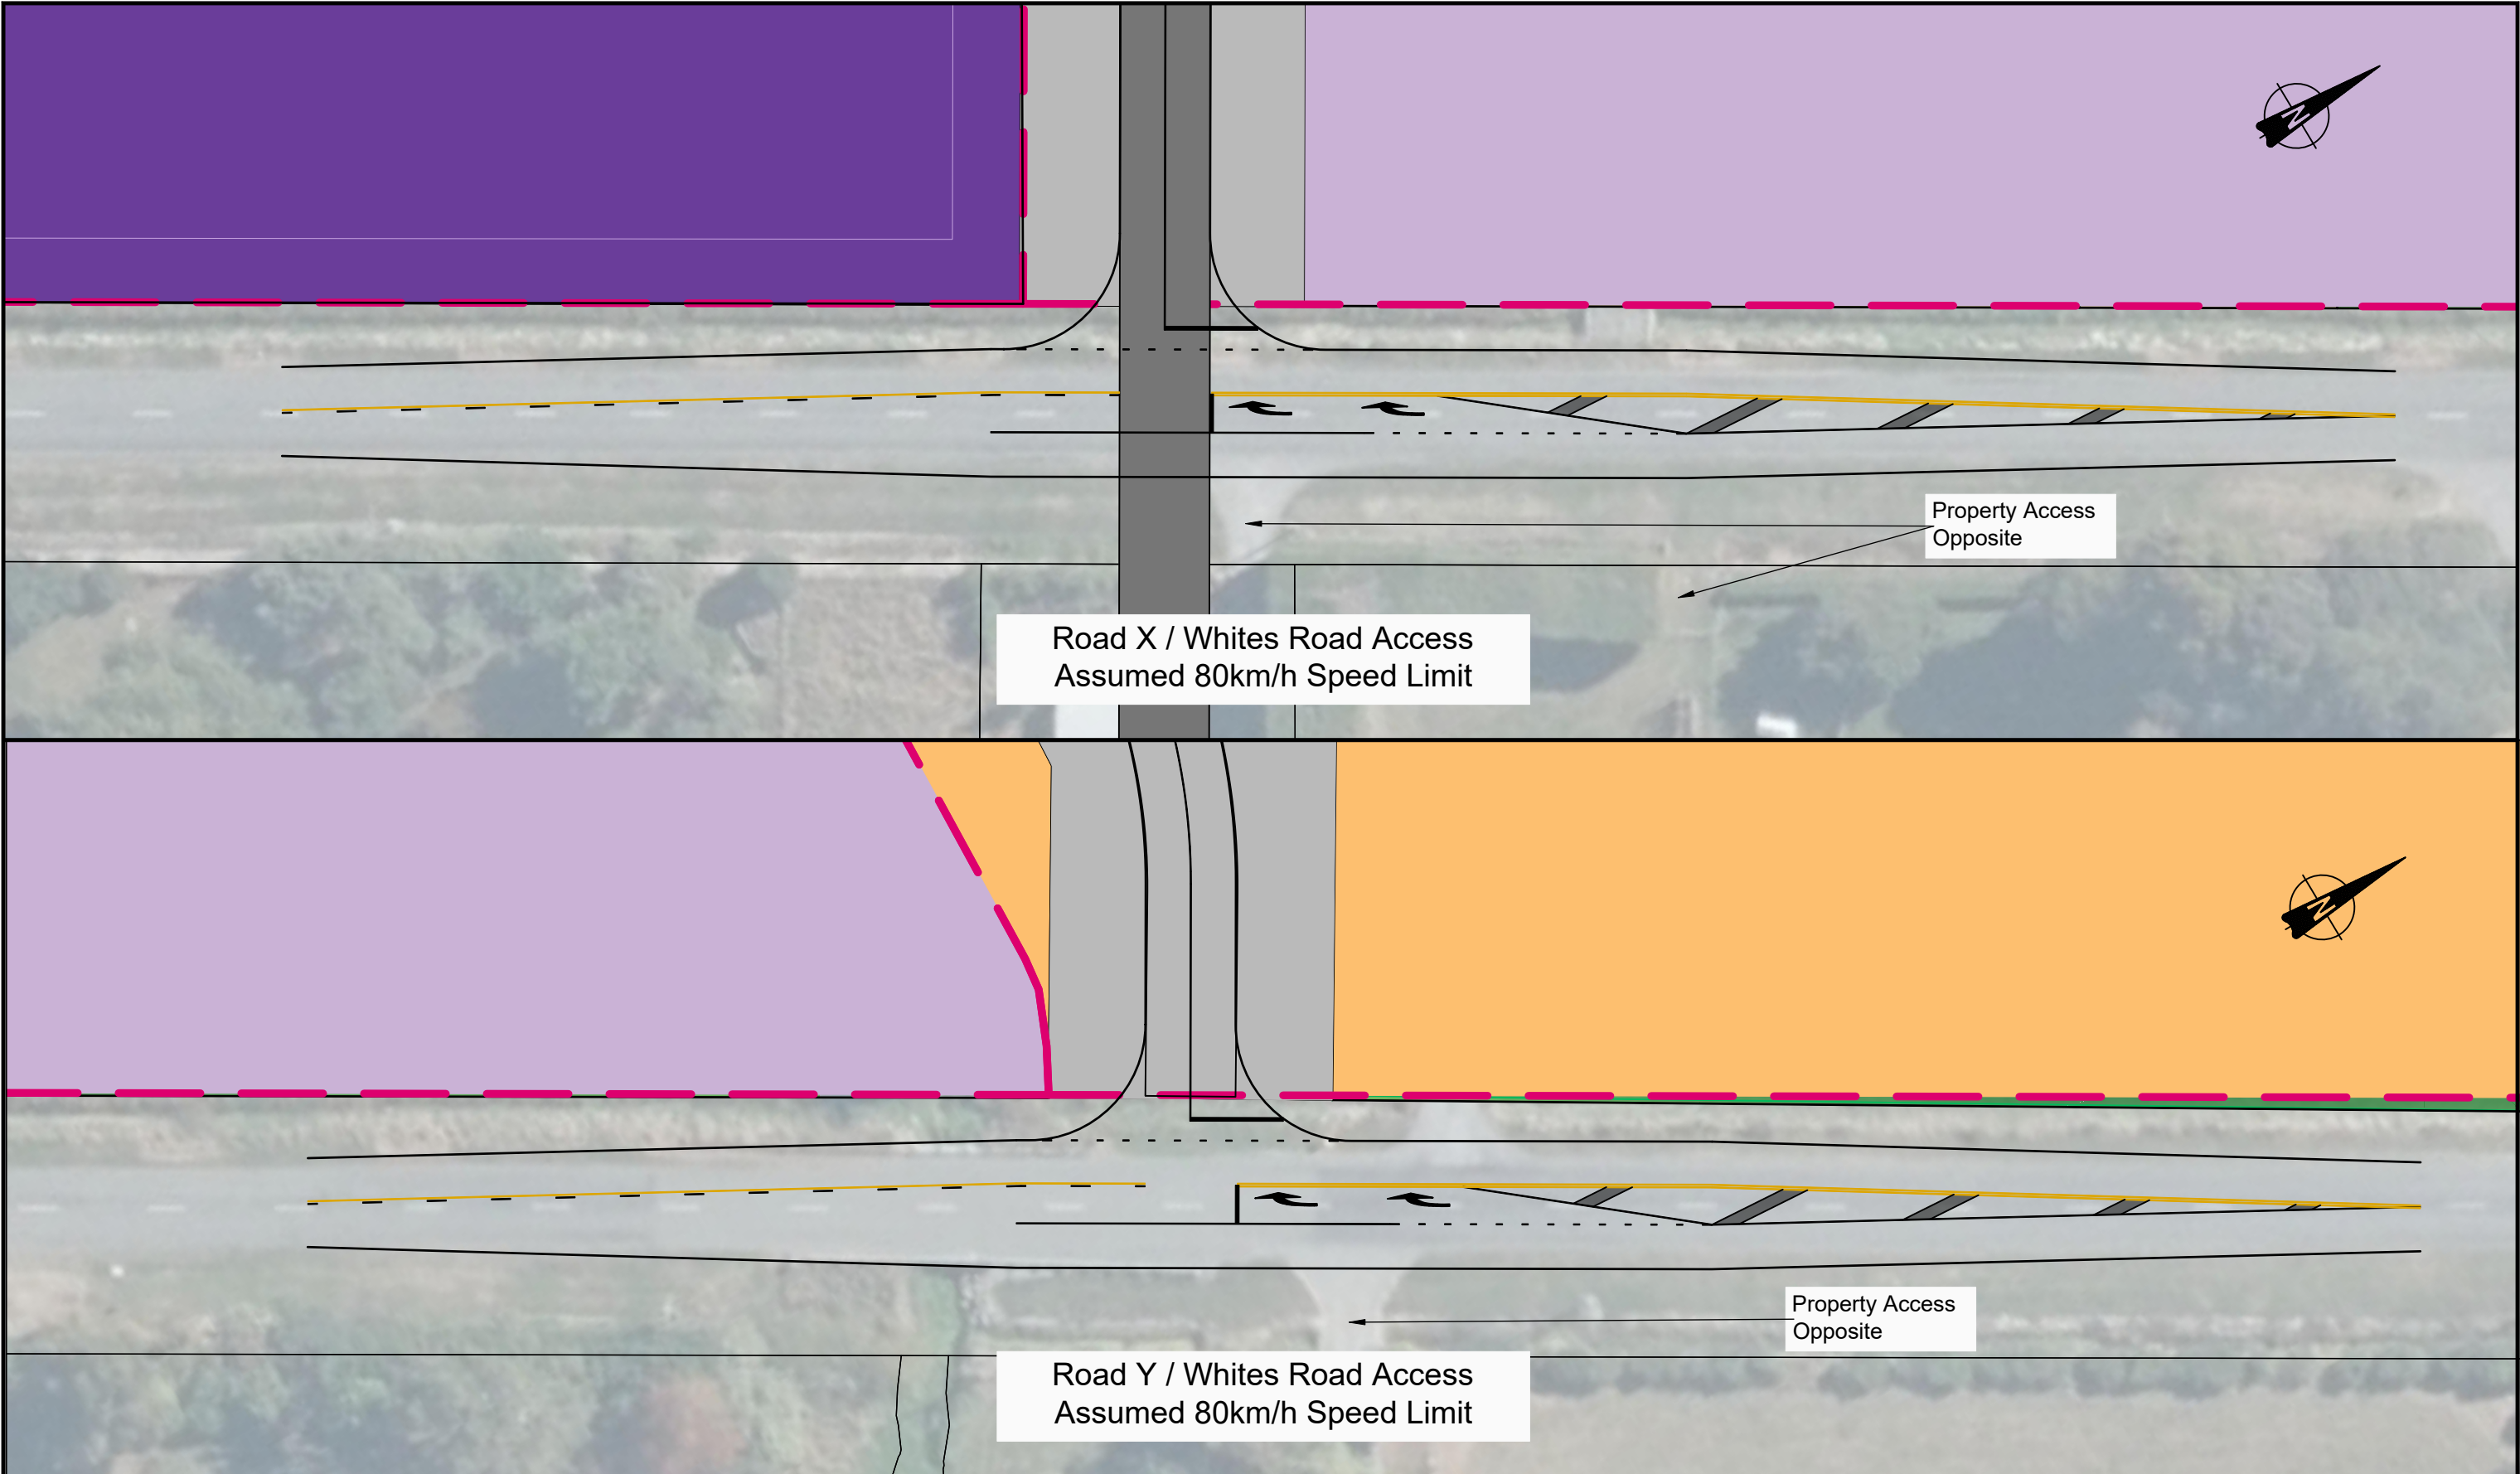 N
Property Access
Opposite
Road X / Whites Road Access
Assumed 80km/h Speed Limit
N
Property Access
Opposite
Road Y / Whites Road Access
Assumed 80km/h Speed Limit